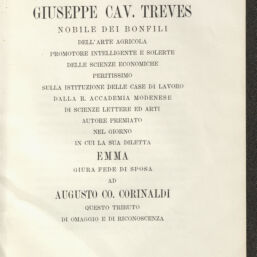 GIUSEPPE CAV. TREVES
NOBILE DEI BONFILI
DELL'ARTE AGRICOLA
PROMOTORE INTELLIGENTE E SOLERTE
DELLE SCIENZE ECONOMICHE
PERITISSIMO
SULLA ISTITUZIONE DELLE CASE DI LAVORO
DALLA R. ACCADEMIA MODENESE
DI SCIENZE LETTERE ED ARTI
AUTORE PREMIATO
NEL GIORNO
IN CUI LA SUA DILETTA
EMMA
GIURA FEDE DI SPOSA
AD
AUGUSTO CO. CORINALDI
QUESTO TRIBUTO
DI OMAGGIO E DI RICONOSCENZA